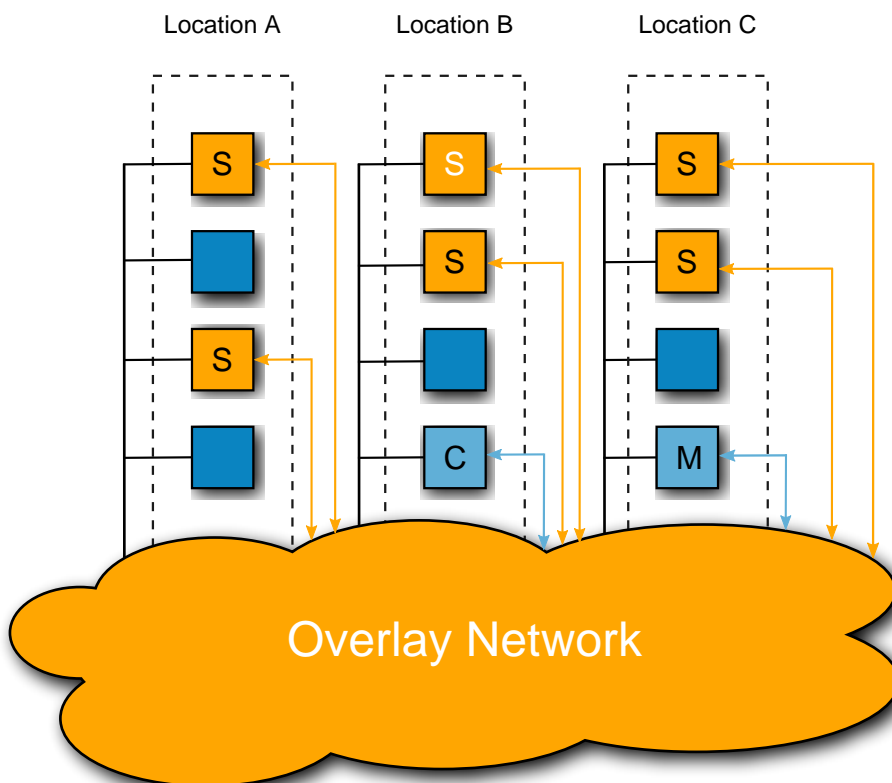 Location A Location B Location C
S S S
S S
S
C M
Overlay Network